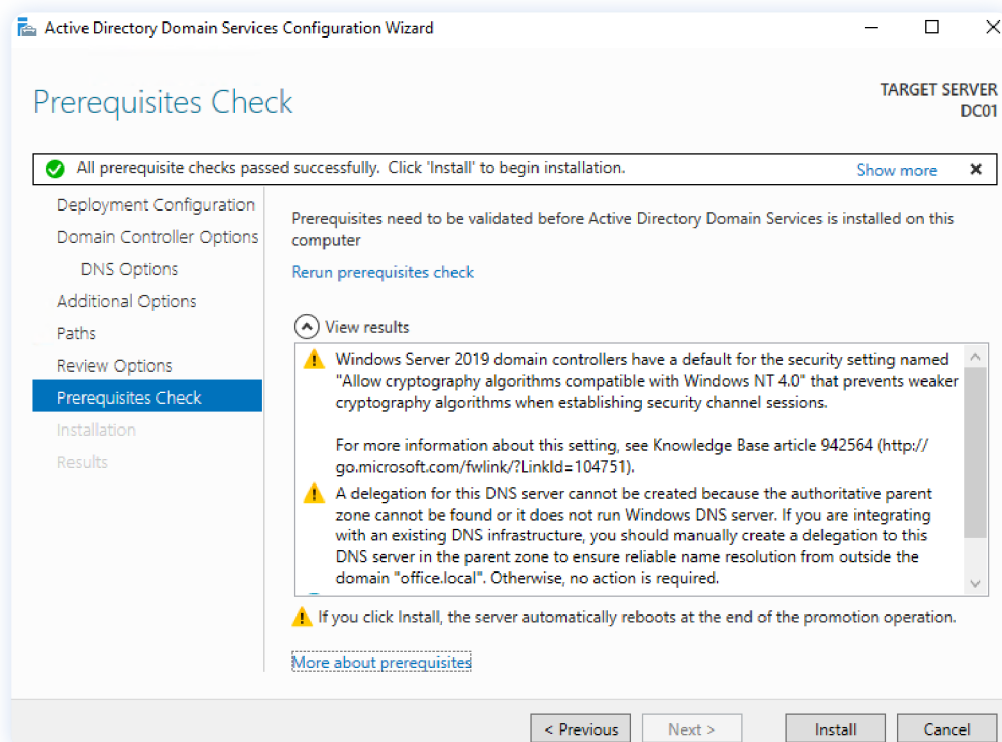 Active Directory Domain Services Configuration Wizard
Prerequisites Check
TARGET SERVER
DC01
All prerequisite checks passed successfully. Click 'Install' to begin installation.
Show more
Deployment Configuration
Domain Controller Options
DNS Options
Additional Options
Paths
Review Options
Prerequisites Check
Installation
Results
Prerequisites need to be validated before Active Directory Domain Services is installed on this
computer
Rerun prerequisites check
View results
Windows Server 2019 domain controllers have a default for the security setting named
"Allow cryptography algorithms compatible with Windows NT 4.0" that prevents weaker
cryptography algorithms when establishing security channel sessions.
For more information about this setting, see Knowledge Base article 942564 (http://
go.microsoft.com/fwlink/?LinkId=104751).
A delegation for this DNS server cannot be created because the authoritative parent
zone cannot be found or it does not run Windows DNS server. If you are integrating
with an existing DNS infrastructure, you should manually create a delegation to this
DNS server in the parent zone to ensure reliable name resolution from outside the
domain "office.local". Otherwise, no action is required.
If you click Install, the server automatically reboots at the end of the promotion operation.
More about prerequisites
< Previous
Next >
Install
Cancel